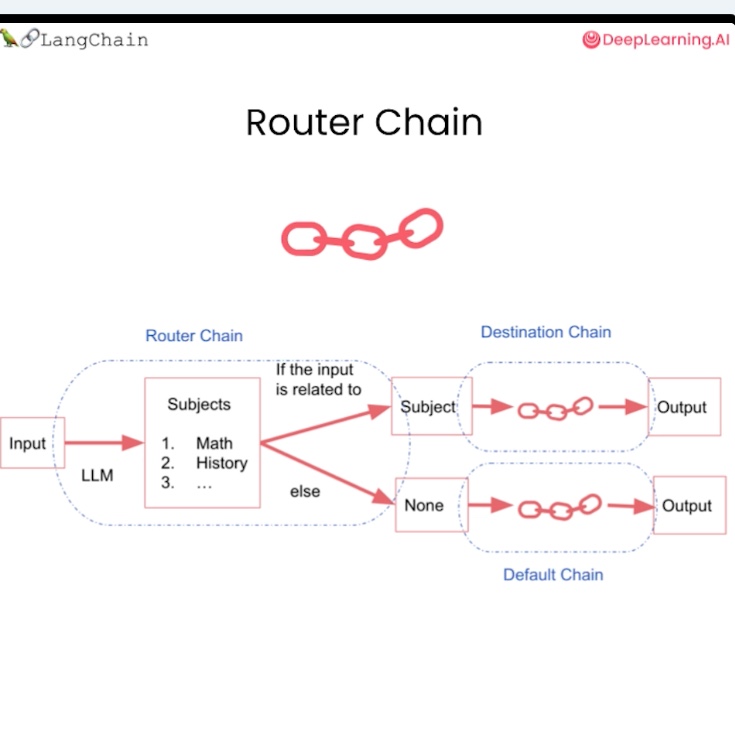 LangChain
DeepLearning.AI
Router Chain
Router Chain
Destination Chain
If the input
is related to
Subjects
1. Math
2. History
3. ...
Input
LLM
else
Subject
Output
None
Output
Default Chain